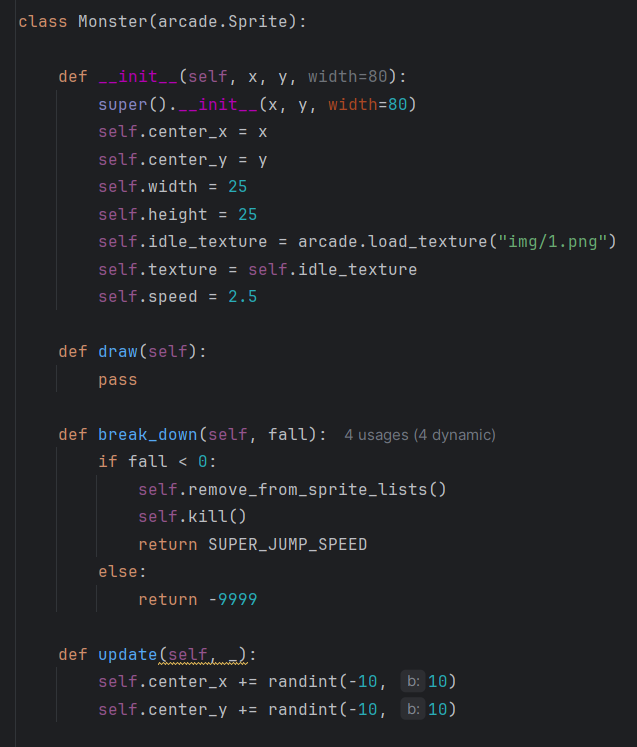 class Monster(arcade.Sprite):
def __init__(self, x, y, width=80):
super().__init__(x, y, width=80)
self.center_x = x
self.center_y = y
self.width = 25
self.height = 25
self.idle_texture = arcade.load_texture("img/1.png")
self.texture = self.idle_texture
self.speed = 2.5
def draw(self):
pass
def break_down(self, fall): 4 usages (4 dynamic)
if fall < 0:
self.remove_from_sprite_lists()
self.kill()
return SUPER_JUMP_SPEED
else:
return -9999
def update(self, _):
self.center_x += randint(-10, b: 10)
self.center_y += randint(-10, b: 10)